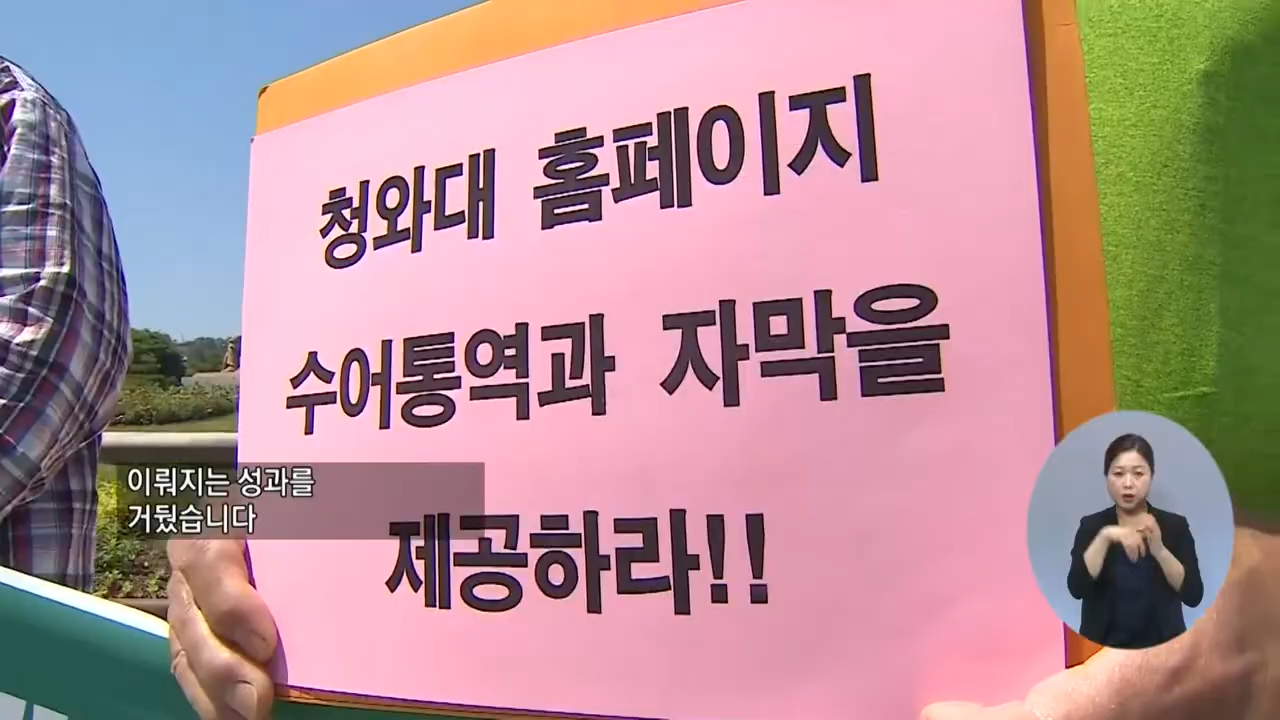 청와대 홈페이지
수어통역과 자막을
제공하라!!
이뤄지는 성과를
거뒀습니다